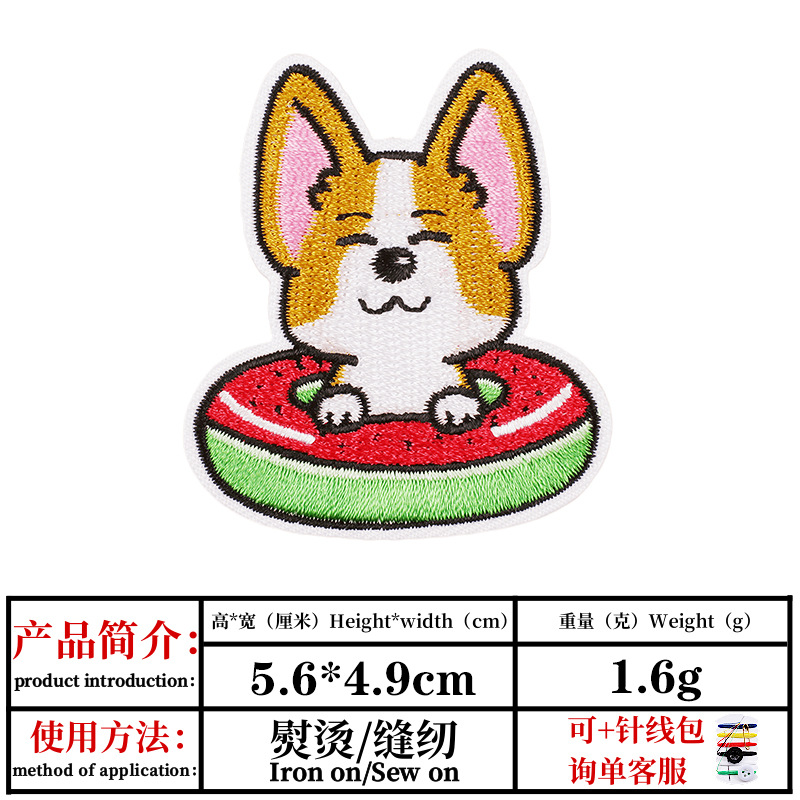 产品简介：
product introduction：
高*宽（厘米）Height*width（cm）
重量（克）Weight（g）
5.6*4.9cm
1.6g
使用方法：
method of application：
熨烫/缝纫
Iron on/Sew on
可+针线包
询单客服